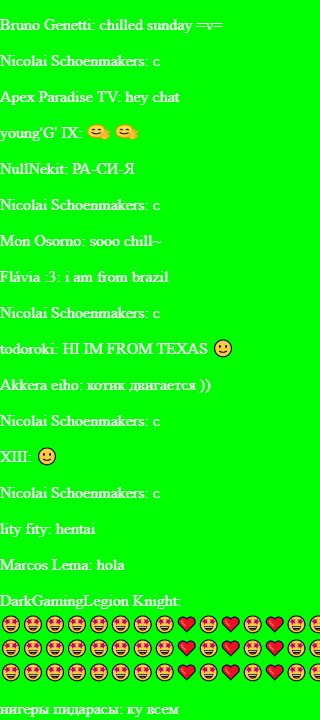 Bruno Genetti: chilled sunday =v=
Nicolai Schoenmakers: c
Apex Paradise TV: hey chat
young'G' IX: 🤗 🤗
NullNekit: РА-СИ-Я
Nicolai Schoenmakers: c
Mon Osorno: sooo chill~
Flávia :3: i am from brazil
Nicolai Schoenmakers: c
todoroki: HI IM FROM TEXAS 🙂
Akkera eiho: котик двигается ))
Nicolai Schoenmakers: c
XIII: 🙂
Nicolai Schoenmakers: c
lity fity: hentai
Marcos Lema: hola
DarkGamingLegion Knight:
🤩🤩🤩🤩🤩🤩🤩🤩❤🤩❤🤩❤🤩🤩
🤩🤩🤩🤩🤩🤩🤩🤩❤🤩❤🤩❤🤩🤩
🤩🤩🤩🤩🤩🤩🤩🤩❤🤩❤🤩❤🤩🤩
нигеры пидарасы: ку всем